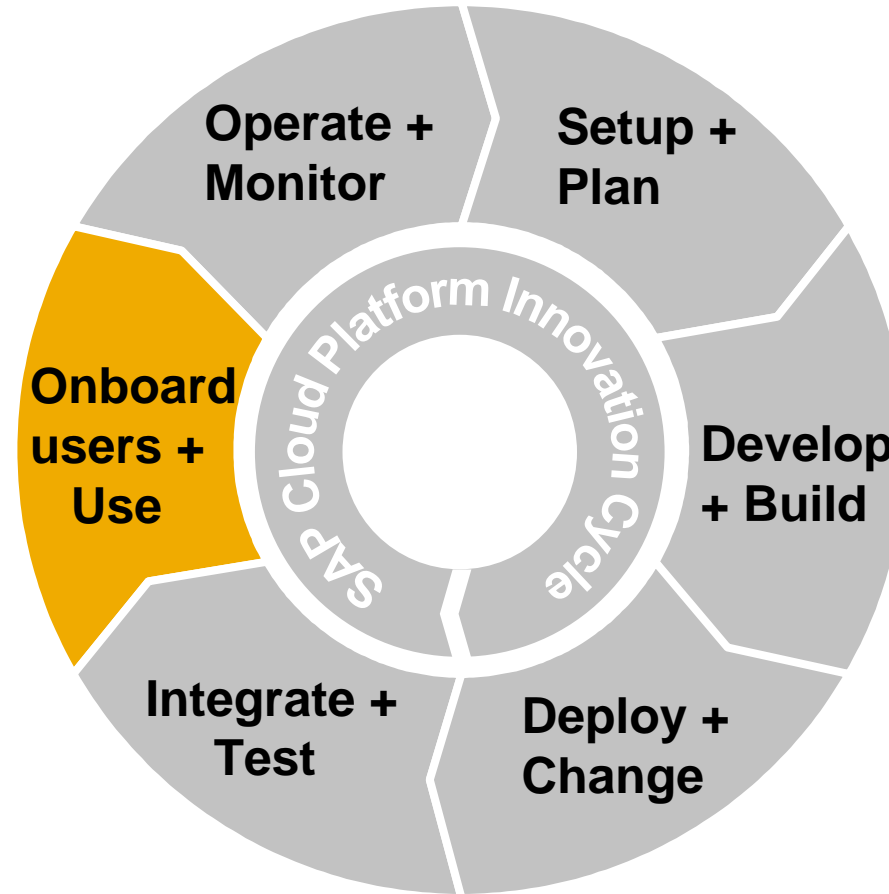 Operate +
Monitor
Setup +
Plan
Onboard
users +
Use
SAP Cloud Platform Innovation Cycle
Develop
+ Build
Integrate +
Test
Deploy +
Change